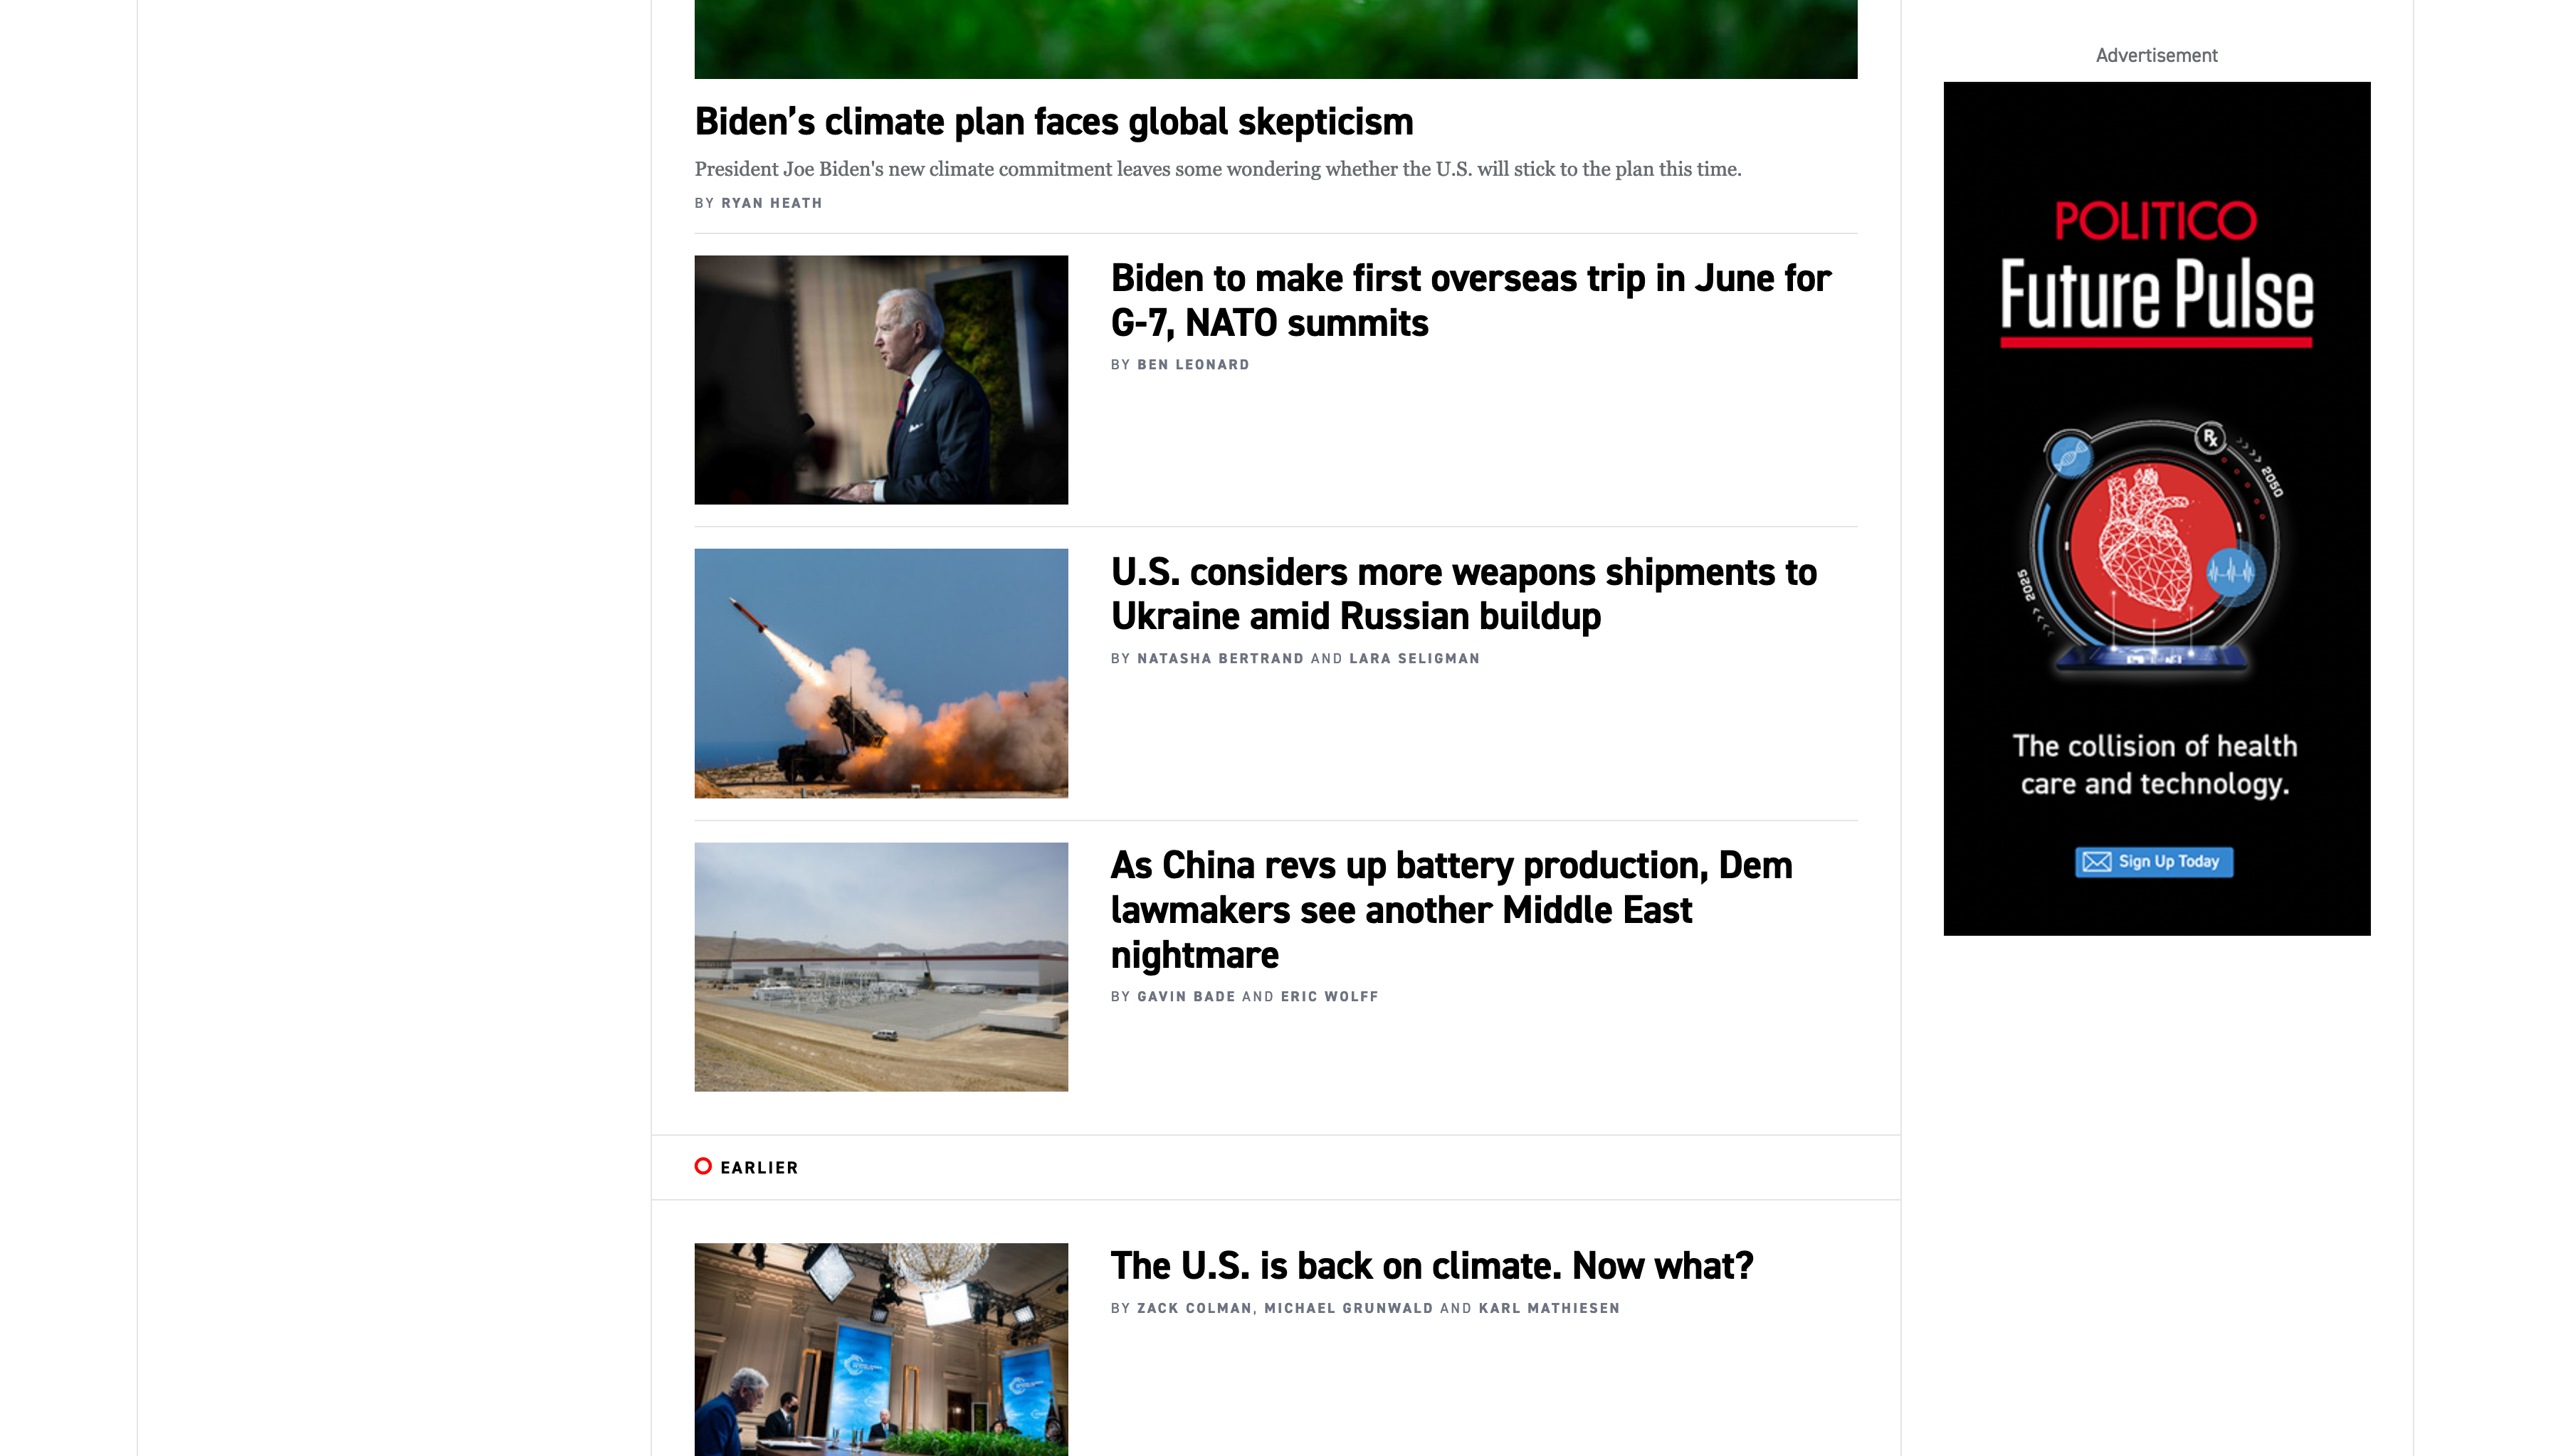 Biden’s climate plan faces global skepticism
President Joe Biden's new climate commitment leaves some wondering whether the U.S. will stick to the plan this time.
BY RYAN HEATH
Biden to make first overseas trip in June for
G-7, NATO summits
BY BEN LEONARD
U.S. considers more weapons shipments to
Ukraine amid Russian buildup
BY NATASHA BERTRAND AND LARA SELIGMAN
As China revs up battery production, Dem
lawmakers see another Middle East
nightmare
BY GAVIN BADE AND ERIC WOLFF
EARLIER
The U.S. is back on climate. Now what?
BY ZACK COLMAN, MICHAEL GRUNWALD AND KARL MATHIESEN
Advertisement
POLITICO
Future Pulse
Rx
>>>> 2050
2025 >>>>
The collision of health
care and technology.
Sign Up Today